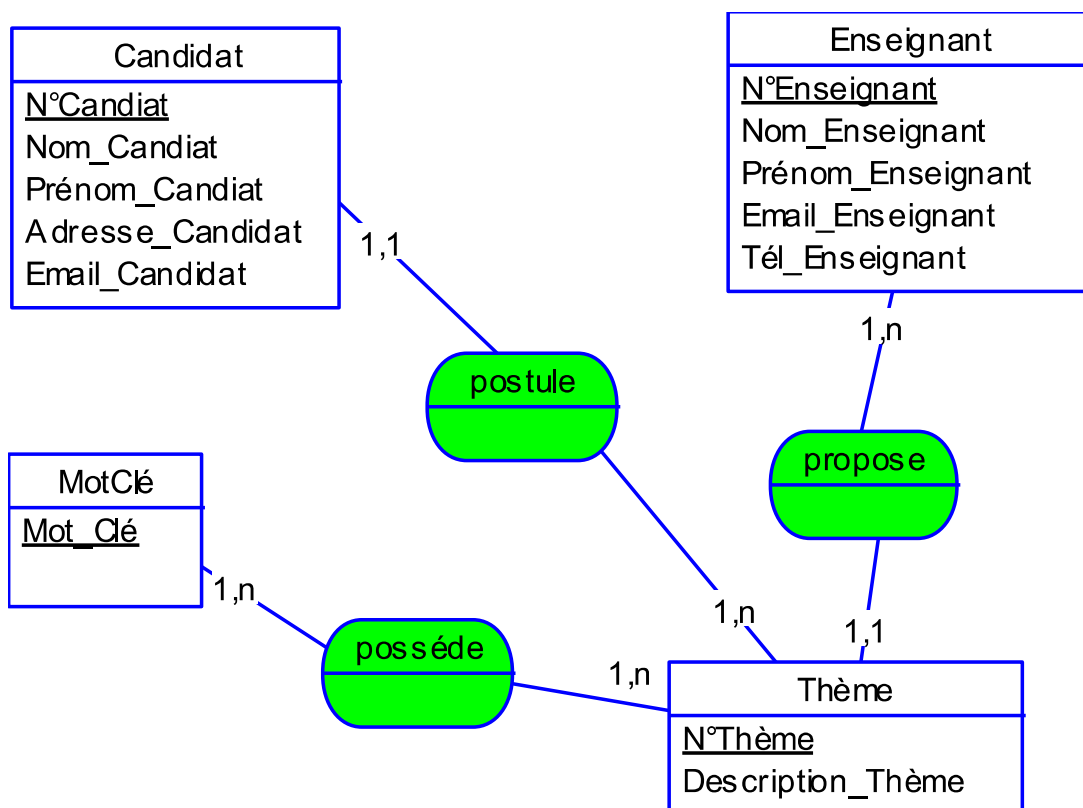 Candidat
N°Candiat
Nom_Candiat
Prénom_Candiat
Adresse_Candidat
Email_Candidat
Enseignant
N°Enseignant
Nom_Enseignant
Prénom_Enseignant
Email_Enseignant
Tél_Enseignant
1,1
1,n
postule
propose
MotClé
Mot_Clé
1,n
1,n
1,1
posséde
1,n
Thème
N°Thème
Description_Thème